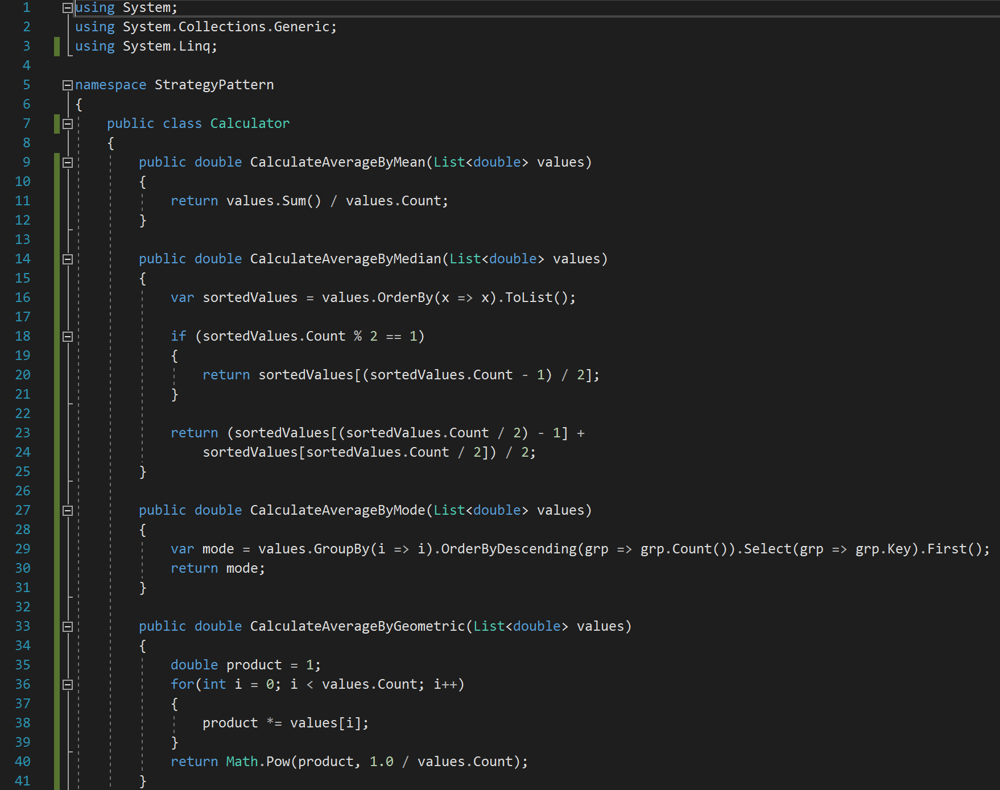 1 using System;
2 using System.Collections.Generic;
3 using System.Linq;
4
5 namespace StrategyPattern
6 {
7     public class Calculator
8     {
9         public double CalculateAverageByMean(List<double> values)
10         {
11             return values.Sum() / values.Count;
12         }
13
14         public double CalculateAverageByMedian(List<double> values)
15         {
16             var sortedValues = values.OrderBy(x => x).ToList();
17
18             if (sortedValues.Count % 2 == 1)
19             {
20                 return sortedValues[(sortedValues.Count - 1) / 2];
21             }
22
23             return (sortedValues[(sortedValues.Count / 2) - 1] +
24                 sortedValues[sortedValues.Count / 2]) / 2;
25         }
26
27         public double CalculateAverageByMode(List<double> values)
28         {
29             var mode = values.GroupBy(i => i).OrderByDescending(grp => grp.Count()).Select(grp => grp.Key).First();
30             return mode;
31         }
32
33         public double CalculateAverageByGeometric(List<double> values)
34         {
35             double product = 1;
36             for(int i = 0; i < values.Count; i++)
37             {
38                 product *= values[i];
39             }
40             return Math.Pow(product, 1.0 / values.Count);
41         }